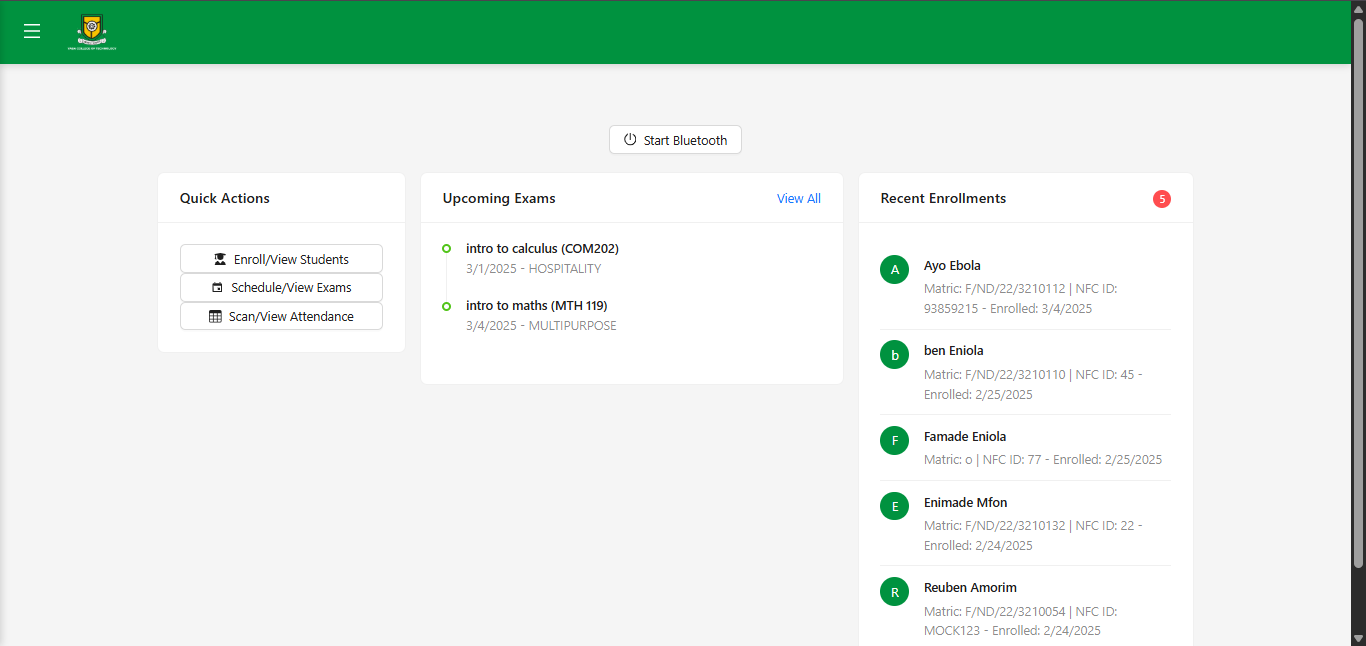 Start Bluetooth
Quick Actions
Enroll/View Students
Schedule/View Exams
Scan/View Attendance
Upcoming Exams
View All
intro to calculus (COM202)
3/1/2025 - HOSPITALITY
intro to maths (MTH 119)
3/4/2025 - MULTIPURPOSE
Recent Enrollments
5
A
Ayo Ebola
Matric: F/ND/22/3210112 | NFC ID:
93859215 - Enrolled: 3/4/2025
b
ben Eniola
Matric: F/ND/22/3210110 | NFC ID: 45 -
Enrolled: 2/25/2025
F
Famade Eniola
Matric: o | NFC ID: 77 - Enrolled: 2/25/2025
E
Enimade Mfon
Matric: F/ND/22/3210132 | NFC ID: 22 -
Enrolled: 2/24/2025
R
Reuben Amorim
Matric: F/ND/22/3210054 | NFC ID:
MOCK123 - Enrolled: 2/24/2025